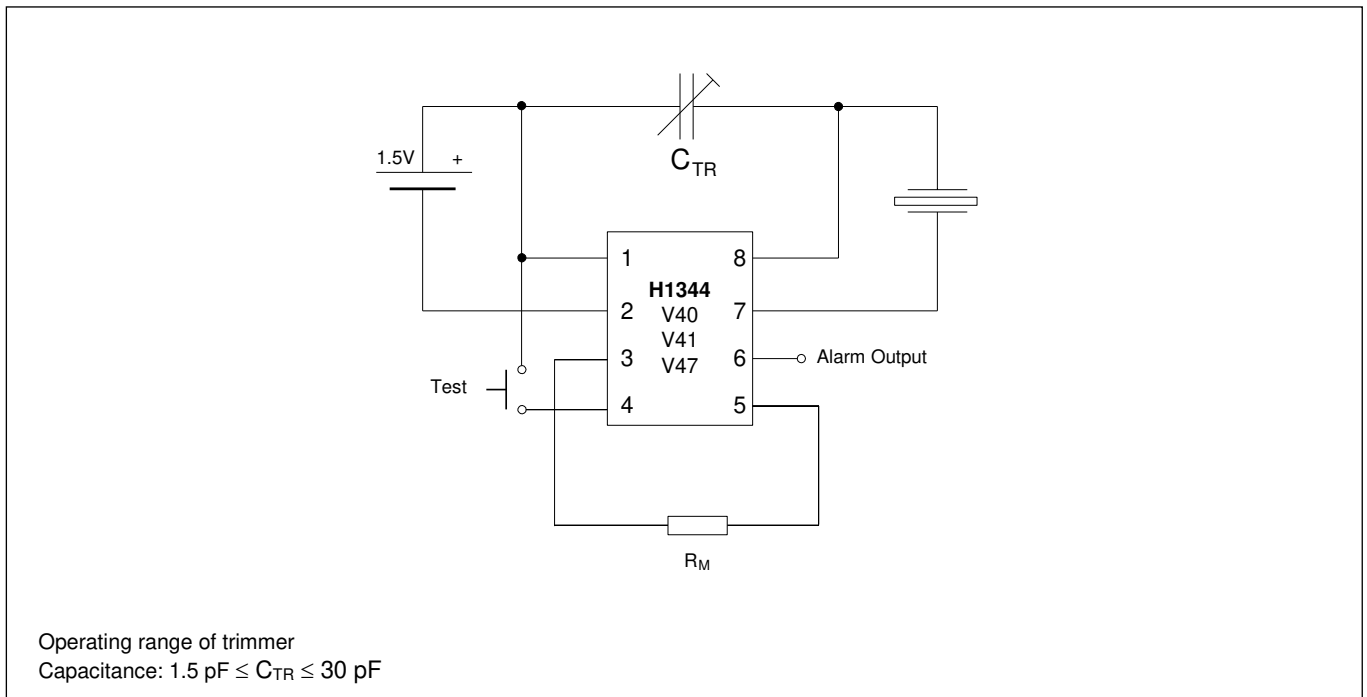 1.5V +
C_TR
1 8
H1344
2 V40 7
V41
3 V47 6 Alarm Output
Test
4 5
R_M
Operating range of trimmer
Capacitance: 1.5 pF ≤ C_TR ≤ 30 pF